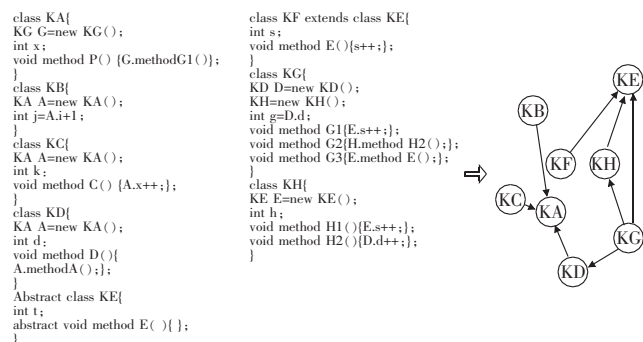 class KA{
KG G=new KG( );
int x;
void method P( ) {G.methodG1( )};
}
class KB{
KA A=new KA( );
int j=A.i+1
class KC{
KA A=new KA( );
int k;
void method C( ) {A.x++;};
}
class KD{
KA A=new KA( );
int d;
void method D( ){
A.methodA( );};
}
Abstract class KE{
int t;
abstract void method E( ){ };
}
class KF extends class KE{
int s;
void method E( ){s++;};
}
class KG{
KD D=new KD( );
KH=new KH( );
int g=D.d;
void method G1{E.s++;};
void method G2{H.method H2( );};
void method G3{E.method E( );};
}
class KH{
KE E=new KE( );
int h;
void method H1( ){E.s++;};
void method H2( ){D.d++;};
}
KE
KB
KF
KH
KC
KA
KG
KD